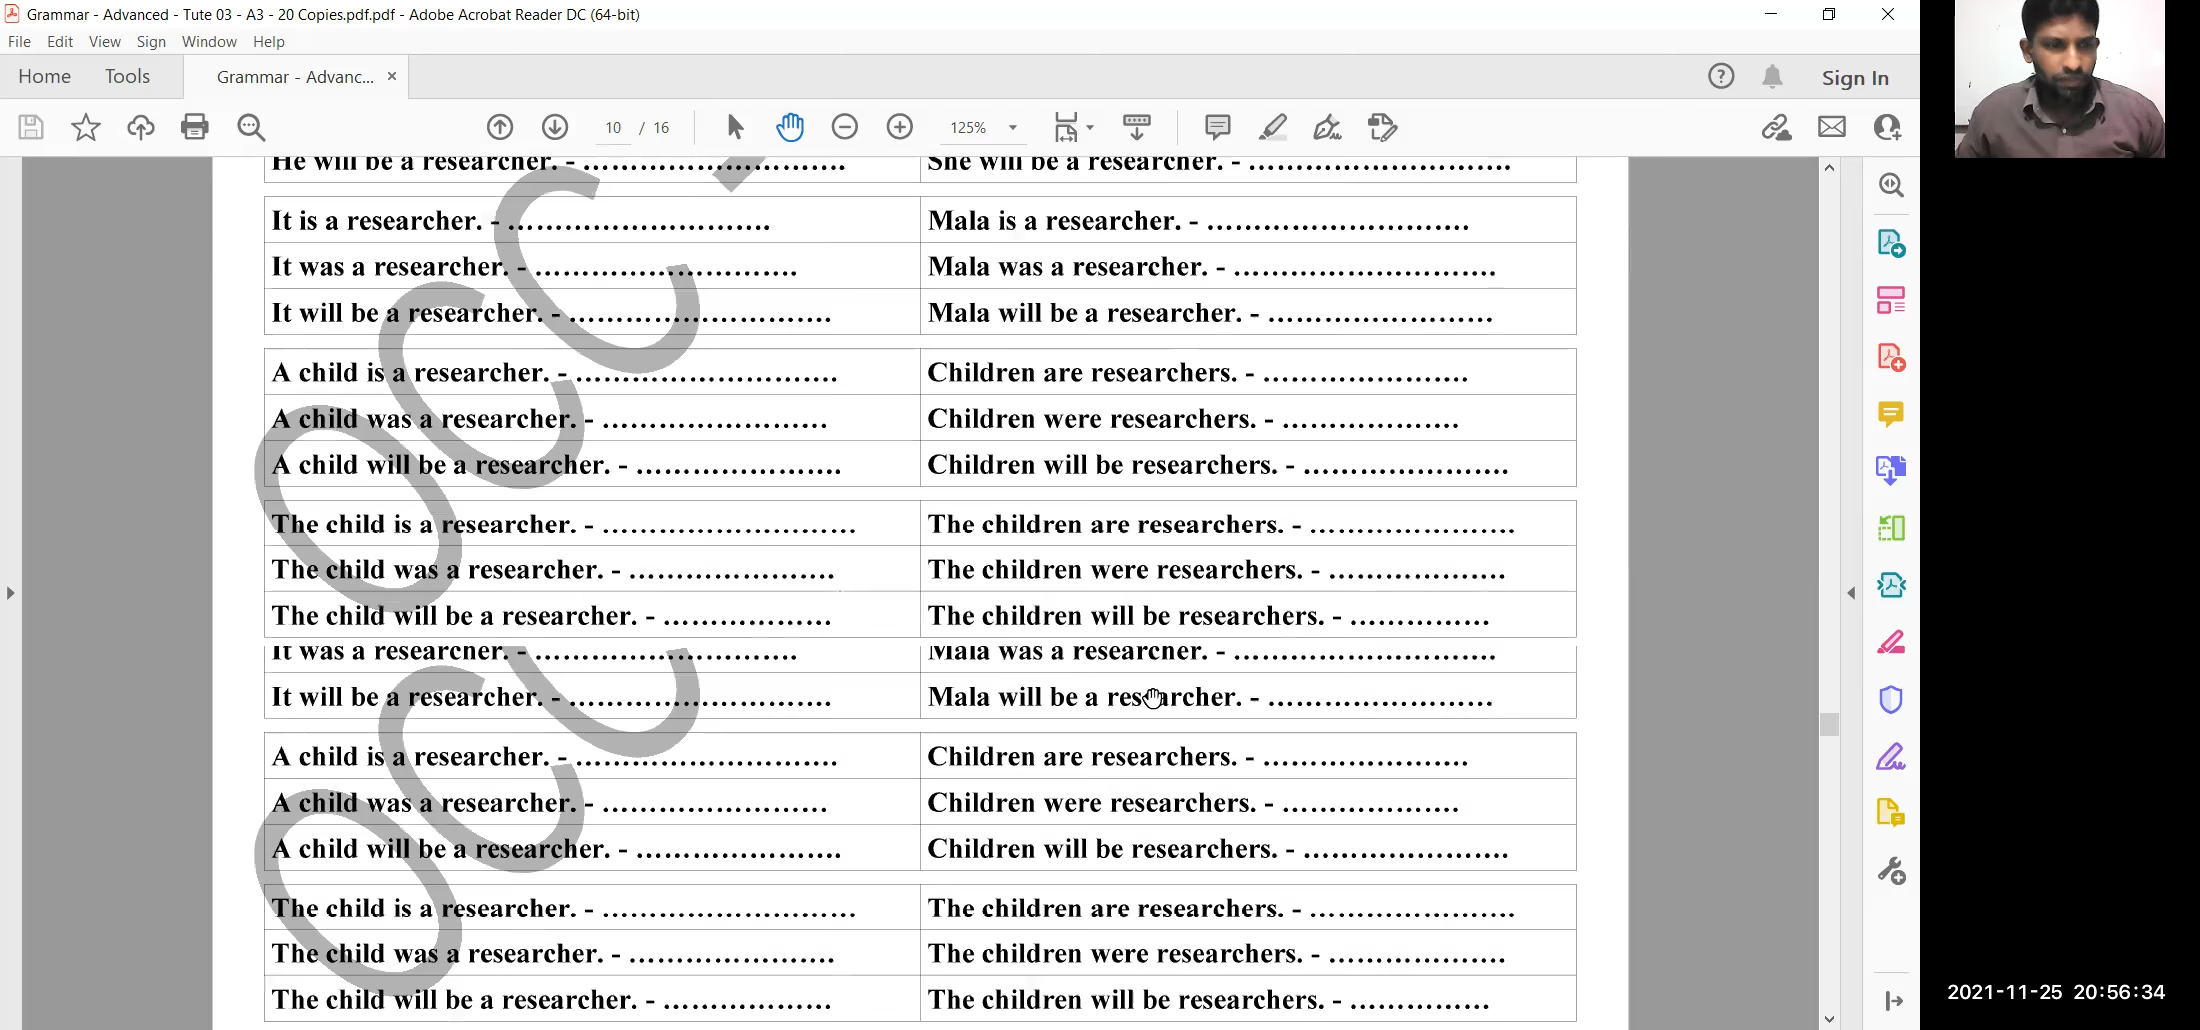 Grammar - Advanced - Tute 03 - A3 - 20 Copies.pdf.pdf - Adobe Acrobat Reader DC (64-bit)
File Edit View Sign Window Help
Home Tools Grammar - Advanc... ×
Sign In
10 / 16 125%
He will be a researcher. - ……………………….
She will be a researcher. - ……………………….
It is a researcher. - ……………………….
Mala is a researcher. - ……………………….
It was a researcher. - ……………………….
Mala was a researcher. - ……………………….
It will be a researcher. - ……………………….
Mala will be a researcher. - ……………………
A child is a researcher. - ……………………….
Children are researchers. - ………………….
A child was a researcher. - ……………………
Children were researchers. - ……………….
A child will be a researcher. - ………………….
Children will be researchers. - ………………….
The child is a researcher. - ………………………
The children are researchers. - ………………….
The child was a researcher. - ………………….
The children were researchers. - ……………….
The child will be a researcher. - ………………
The children will be researchers. - ……………
It was a researcher. - ……………………….
Mala was a researcher. - ……………………….
It will be a researcher. - ……………………….
Mala will be a researcher. - ……………………
A child is a researcher. - ……………………….
Children are researchers. - ………………….
A child was a researcher. - ……………………
Children were researchers. - ……………….
A child will be a researcher. - ………………….
Children will be researchers. - ………………….
The child is a researcher. - ………………………
The children are researchers. - ………………….
The child was a researcher. - ………………….
The children were researchers. - ……………….
The child will be a researcher. - ………………
The children will be researchers. - ……………
OCC -
OCC
2021-11-25 20:56:34